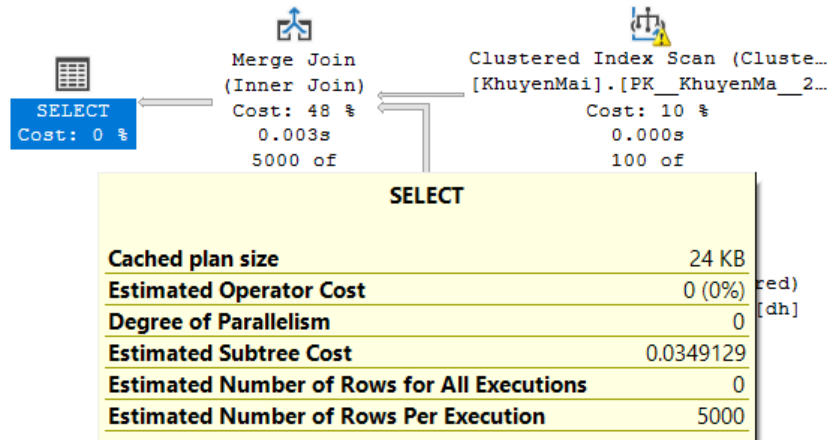 Merge Join
(Inner Join)
Cost: 48 %
0.003s
5000 of
Clustered Index Scan (Cluste…
[KhuyenMai].[PK__KhuyenMa__2…
Cost: 10 %
0.000s
100 of
SELECT
Cost: 0 %
SELECT
Cached plan size 24 KB
Estimated Operator Cost 0 (0%)
Degree of Parallelism 0
Estimated Subtree Cost 0.0349129
Estimated Number of Rows for All Executions 0
Estimated Number of Rows Per Execution 5000
red)
[dh]